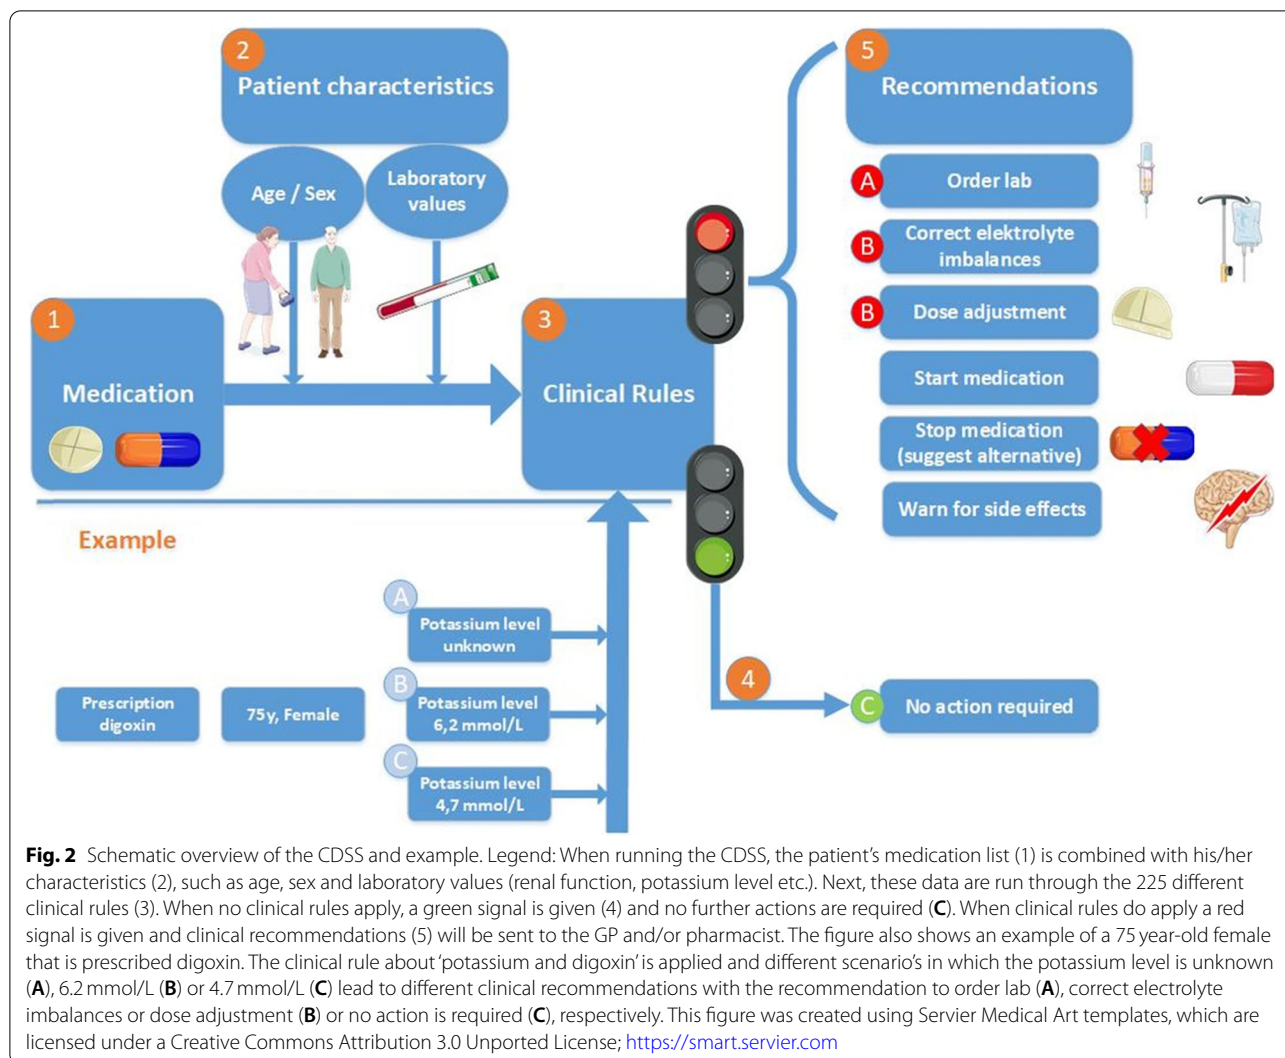 2
Patient characteristics
Age / Sex
Laboratory
values
1
Medication
3
Clinical Rules
5
Recommendations
A
Order lab
B
Correct elektrolyte
imbalances
B
Dose adjustment
Start medication
Stop medication
(suggest alternative)
Warn for side effects
Example
Prescription
digoxin
75y, Female
A
Potassium level
unknown
B
Potassium level
6,2 mmol/L
C
Potassium level
4,7 mmol/L
4
C
No action required
Fig. 2 Schematic overview of the CDSS and example. Legend: When running the CDSS, the patient's medication list (1) is combined with his/her
characteristics (2), such as age, sex and laboratory values (renal function, potassium level etc.). Next, these data are run through the 225 different
clinical rules (3). When no clinical rules apply, a green signal is given (4) and no further actions are required (C). When clinical rules do apply a red
signal is given and clinical recommendations (5) will be sent to the GP and/or pharmacist. The figure also shows an example of a 75 year-old female
that is prescribed digoxin. The clinical rule about 'potassium and digoxin' is applied and different scenario's in which the potassium level is unknown
(A), 6.2 mmol/L (B) or 4.7 mmol/L (C) lead to different clinical recommendations with the recommendation to order lab (A), correct electrolyte
imbalances or dose adjustment (B) or no action is required (C), respectively. This figure was created using Servier Medical Art templates, which are
licensed under a Creative Commons Attribution 3.0 Unported License; https://smart.servier.com